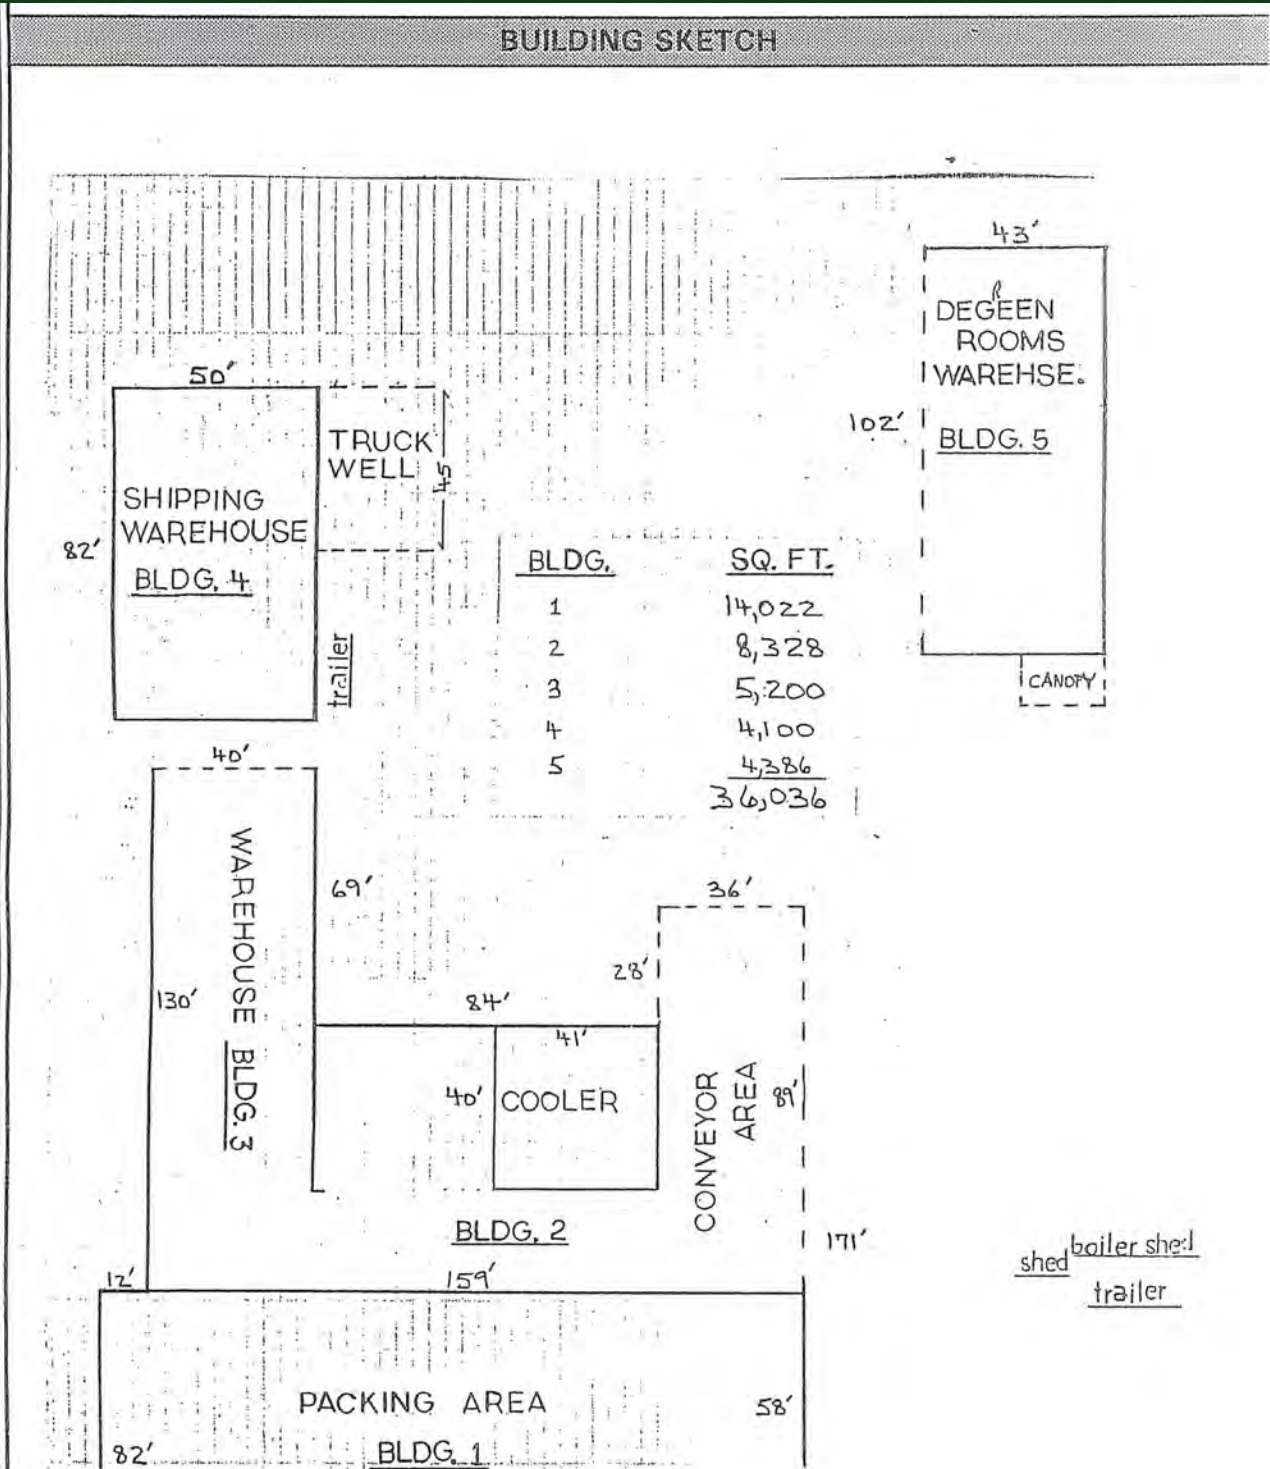 BUILDING SKETCH
43'
R
DEGEEN
ROOMS
WAREHSE.
102'
BLDG. 5
CANOPY
50'
TRUCK
WELL
45
SHIPPING
WAREHOUSE
82'
BLDG. 4
trailer
BLDG. SQ. FT.
1 14,022
2 8,328
3 5,200
4 4,100
5 4,386
36,036
40'
WAREHOUSE BLDG. 3
69'
130'
36'
28'
84'
41'
40' COOLER
CONVEYOR
AREA
89'
BLDG. 2
171'
shed boiler shed
trailer
12'
159'
PACKING AREA
58'
82'
BLDG. 1